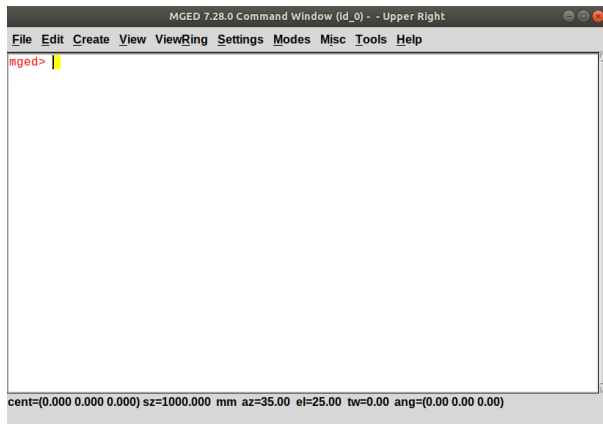 MGED 7.28.0 Command Window (id_0) - - Upper Right
File Edit Create View ViewRing Settings Modes Misc Tools Help
mged>
cent=(0.000 0.000 0.000) sz=1000.000 mm az=35.00 el=25.00 tw=0.00 ang=(0.00 0.00 0.00)